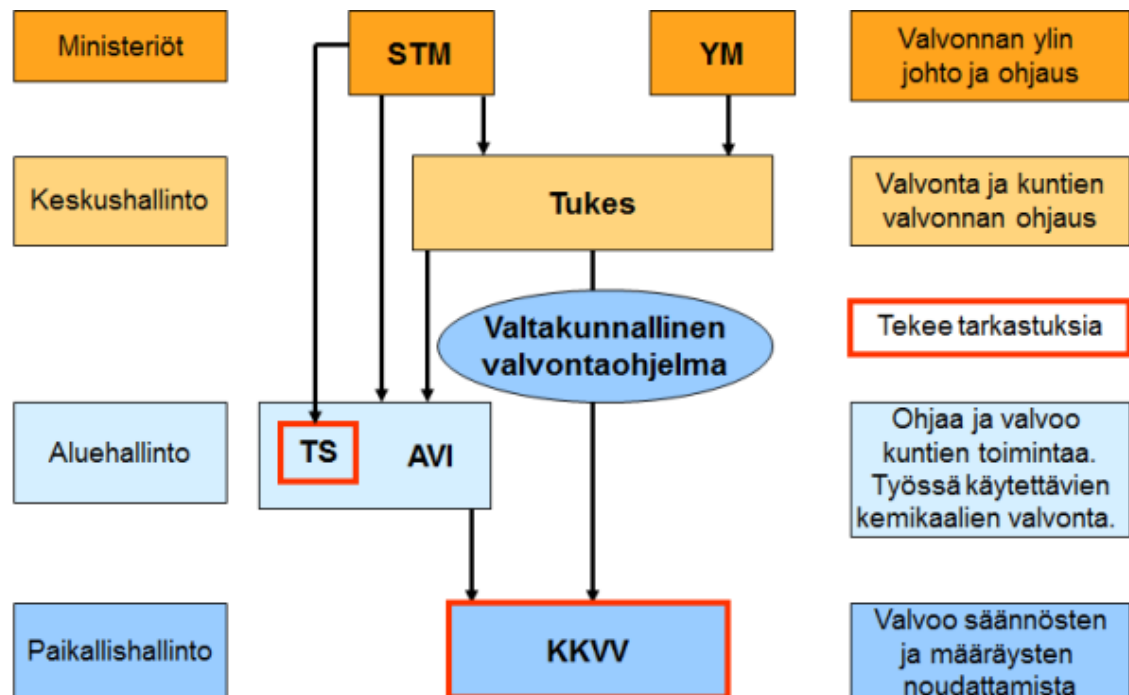 Ministeriöt
STM
YM
Valvonnan ylin
johto ja ohjaus
Keskushallinto
Tukes
Valvonta ja kuntien
valvonnan ohjaus
Valtakunnallinen
valvontaohjelma
Tekee tarkastuksia
Aluehallinto
TS
AVI
Ohjaa ja valvoo
kuntien toimintaa.
Työssä käytettävien
kemikaalien valvonta.
Paikallishallinto
KKVV
Valvoo säännösten
ja määräysten
noudattamista